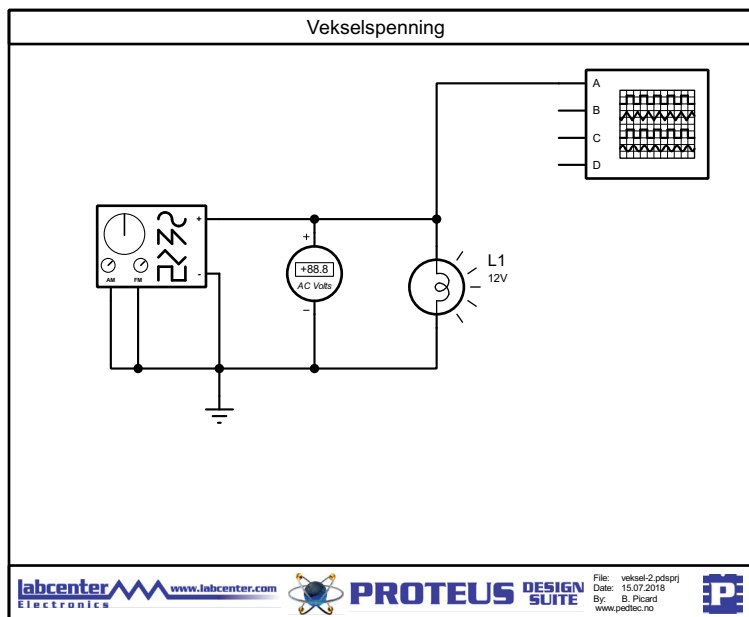 Vekselspenning
A
B
C
D
+
-
AM FM
+
+88.8
AC Volts
−
L1
12V
labcenter www.labcenter.com
Electronics
PROTEUS DESIGN SUITE
File: veksel-2.pdsprj
Date: 15.07.2018
By: B. Picard
www.pedtec.no
P